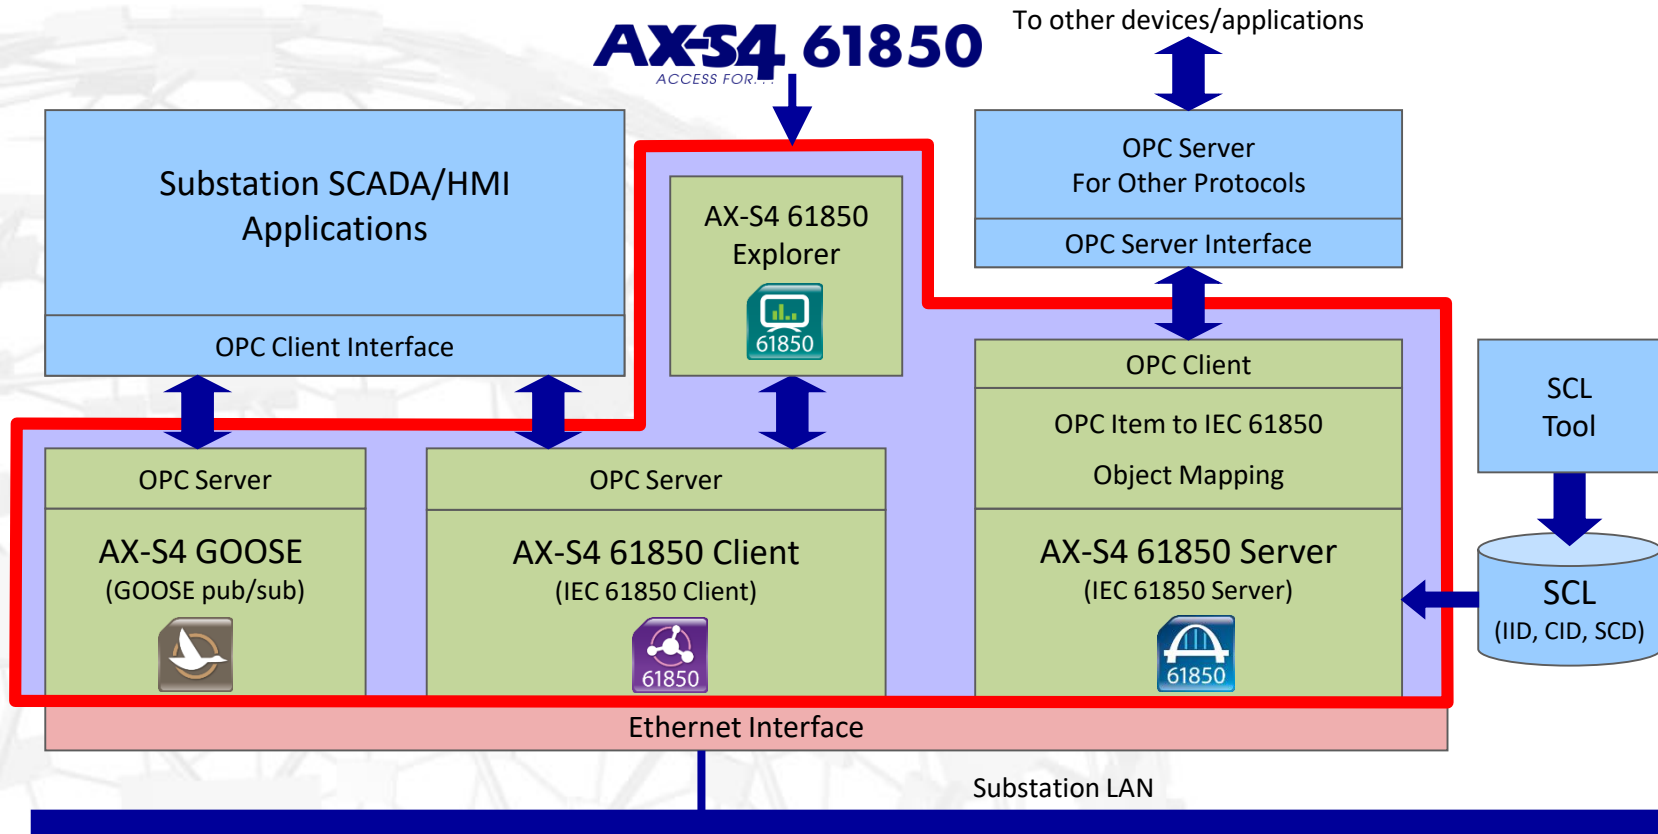 AX-S4 61850
ACCESS FOR...
To other devices/applications
Substation SCADA/HMI
Applications
OPC Client Interface
AX-S4 61850
Explorer
61850
OPC Server
For Other Protocols
OPC Server Interface
OPC Client
OPC Item to IEC 61850
Object Mapping
AX-S4 61850 Server
(IEC 61850 Server)
61850
SCL
Tool
SCL
(IID, CID, SCD)
OPC Server
AX-S4 GOOSE
(GOOSE pub/sub)
OPC Server
AX-S4 61850 Client
(IEC 61850 Client)
61850
Ethernet Interface
Substation LAN